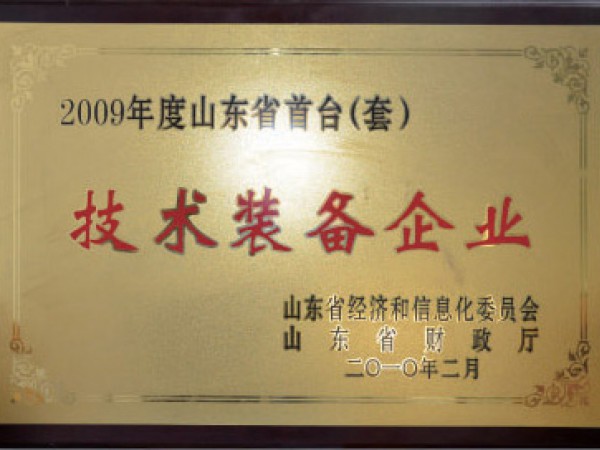 2009年度山东省首台(套)
技术装备企业
山东省经济和信息化委员会
山东省财政厅
二〇一〇年二月